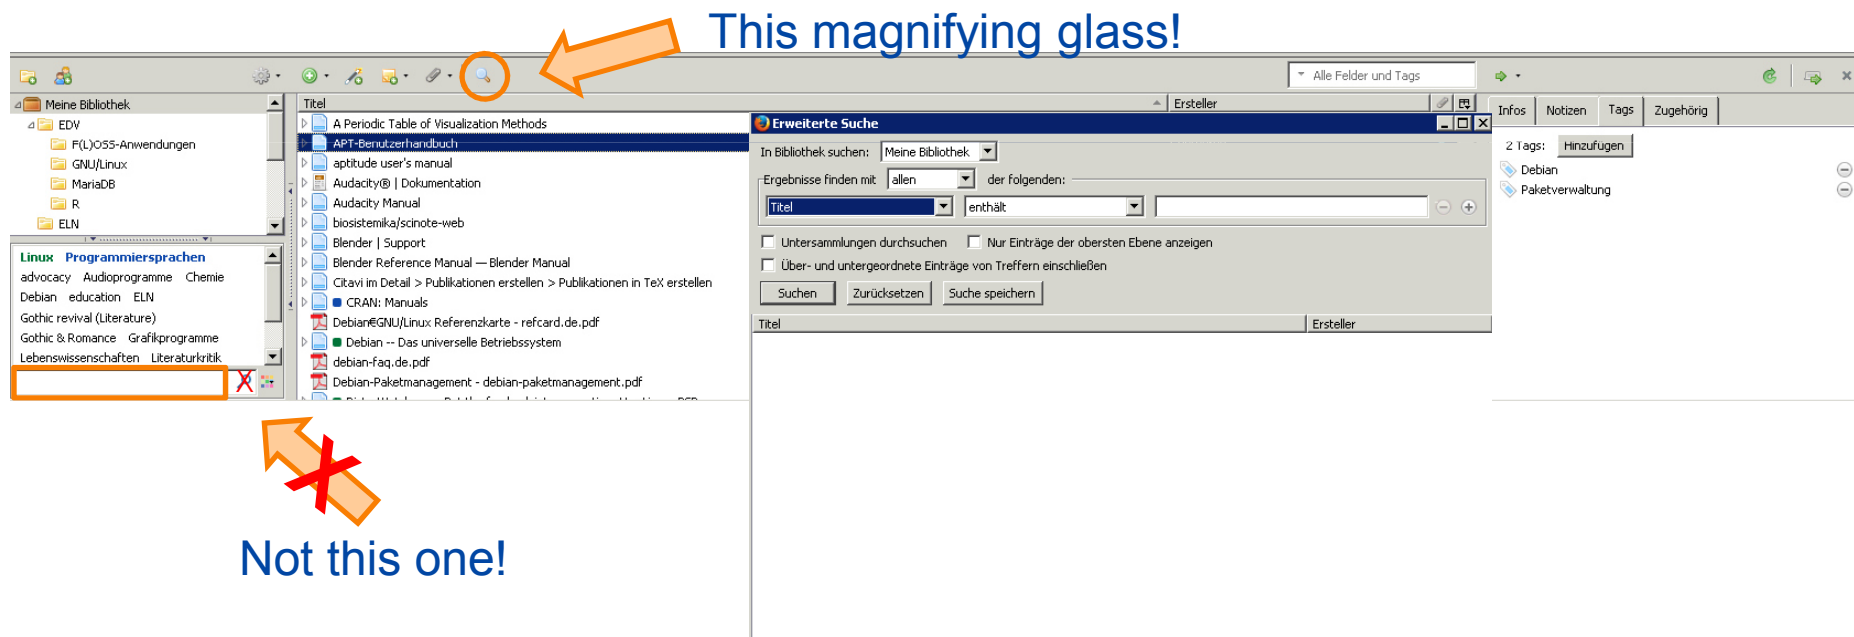 This magnifying glass!
Alle Felder und Tags
Meine Bibliothek
EDV
F(L)OSS-Anwendungen
GNU/Linux
MariaDB
R
ELN
Linux Programmiersprachen
advocacy Audioprogramme Chemie
Debian education ELN
Gothic revival (Literature)
Gothic & Romance Grafikprogramme
Lebenswissenschaften Literaturkritik
Titel Ersteller
A Periodic Table of Visualization Methods
APT-Benutzerhandbuch
aptitude user's manual
Audacity® | Dokumentation
Audacity Manual
biosistemika/scinote-web
Blender | Support
Blender Reference Manual — Blender Manual
Citavi im Detail > Publikationen erstellen > Publikationen in TeX erstellen
CRAN: Manuals
Debian€GNU/Linux Referenzkarte - refcard.de.pdf
Debian -- Das universelle Betriebssystem
debian-faq.de.pdf
Debian-Paketmanagement - debian-paketmanagement.pdf
Erweiterte Suche
In Bibliothek suchen: Meine Bibliothek
Ergebnisse finden mit allen der folgenden:
Titel enthält
Untersammlungen durchsuchen Nur Einträge der obersten Ebene anzeigen
Über- und untergeordnete Einträge von Treffern einschließen
Suchen Zurücksetzen Suche speichern
Titel Ersteller
Infos Notizen Tags Zugehörig
2 Tags: Hinzufügen
Debian
Paketverwaltung
Not this one!